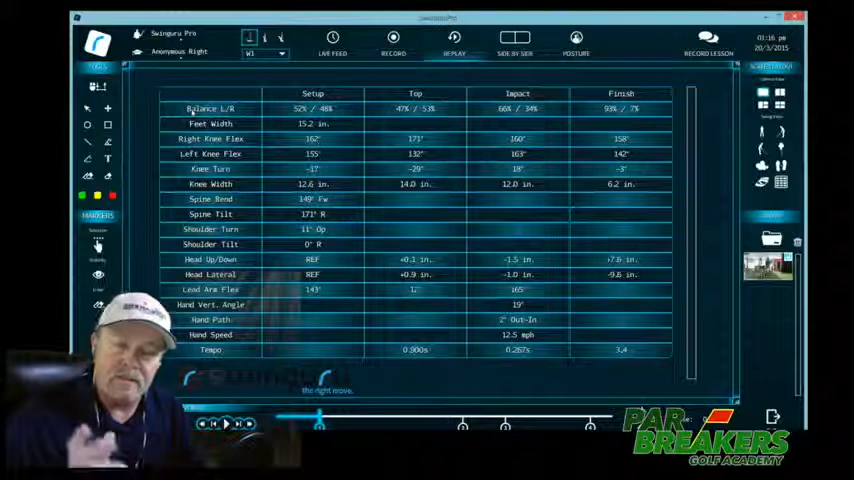 Swinguru Pro
Anonymous Right
W1
LIVE FEED
RECORD
REPLAY
SIDE BY SIDE
POSTURE
RECORD LESSON
01:16 pm
20/3/2015
Setup Top Impact Finish
Balance L/R 52% / 48% 47% / 53% 66% / 34% 93% / 7%
Feet Width 15.2 in.
Right Knee Flex 162° 171° 160° 158°
Left Knee Flex 155° 132° 163° 142°
Knee Turn -1° -29° 18° -3°
Knee Width 12.6 in. 14.0 in. 12.0 in. 6.2 in.
Spine Bend 149° Fw
Spine Tilt 171° R
Shoulder Turn 11° Op
Shoulder Tilt 0° R
Head Up/Down REF +0.1 in. -1.5 in. +7.6 in.
Head Lateral REF +0.9 in. -1.0 in. -9.6 in.
Lead Arm Flex 143° 165°
Hand Vert. Angle 19°
Hand Path 2° Out-In
Hand Speed 12.5 mph
Tempo 0.900s 0.267s 3.4
MARKERS
swinguru
the right move.
PAR
BREAKERS
GOLF ACADEMY